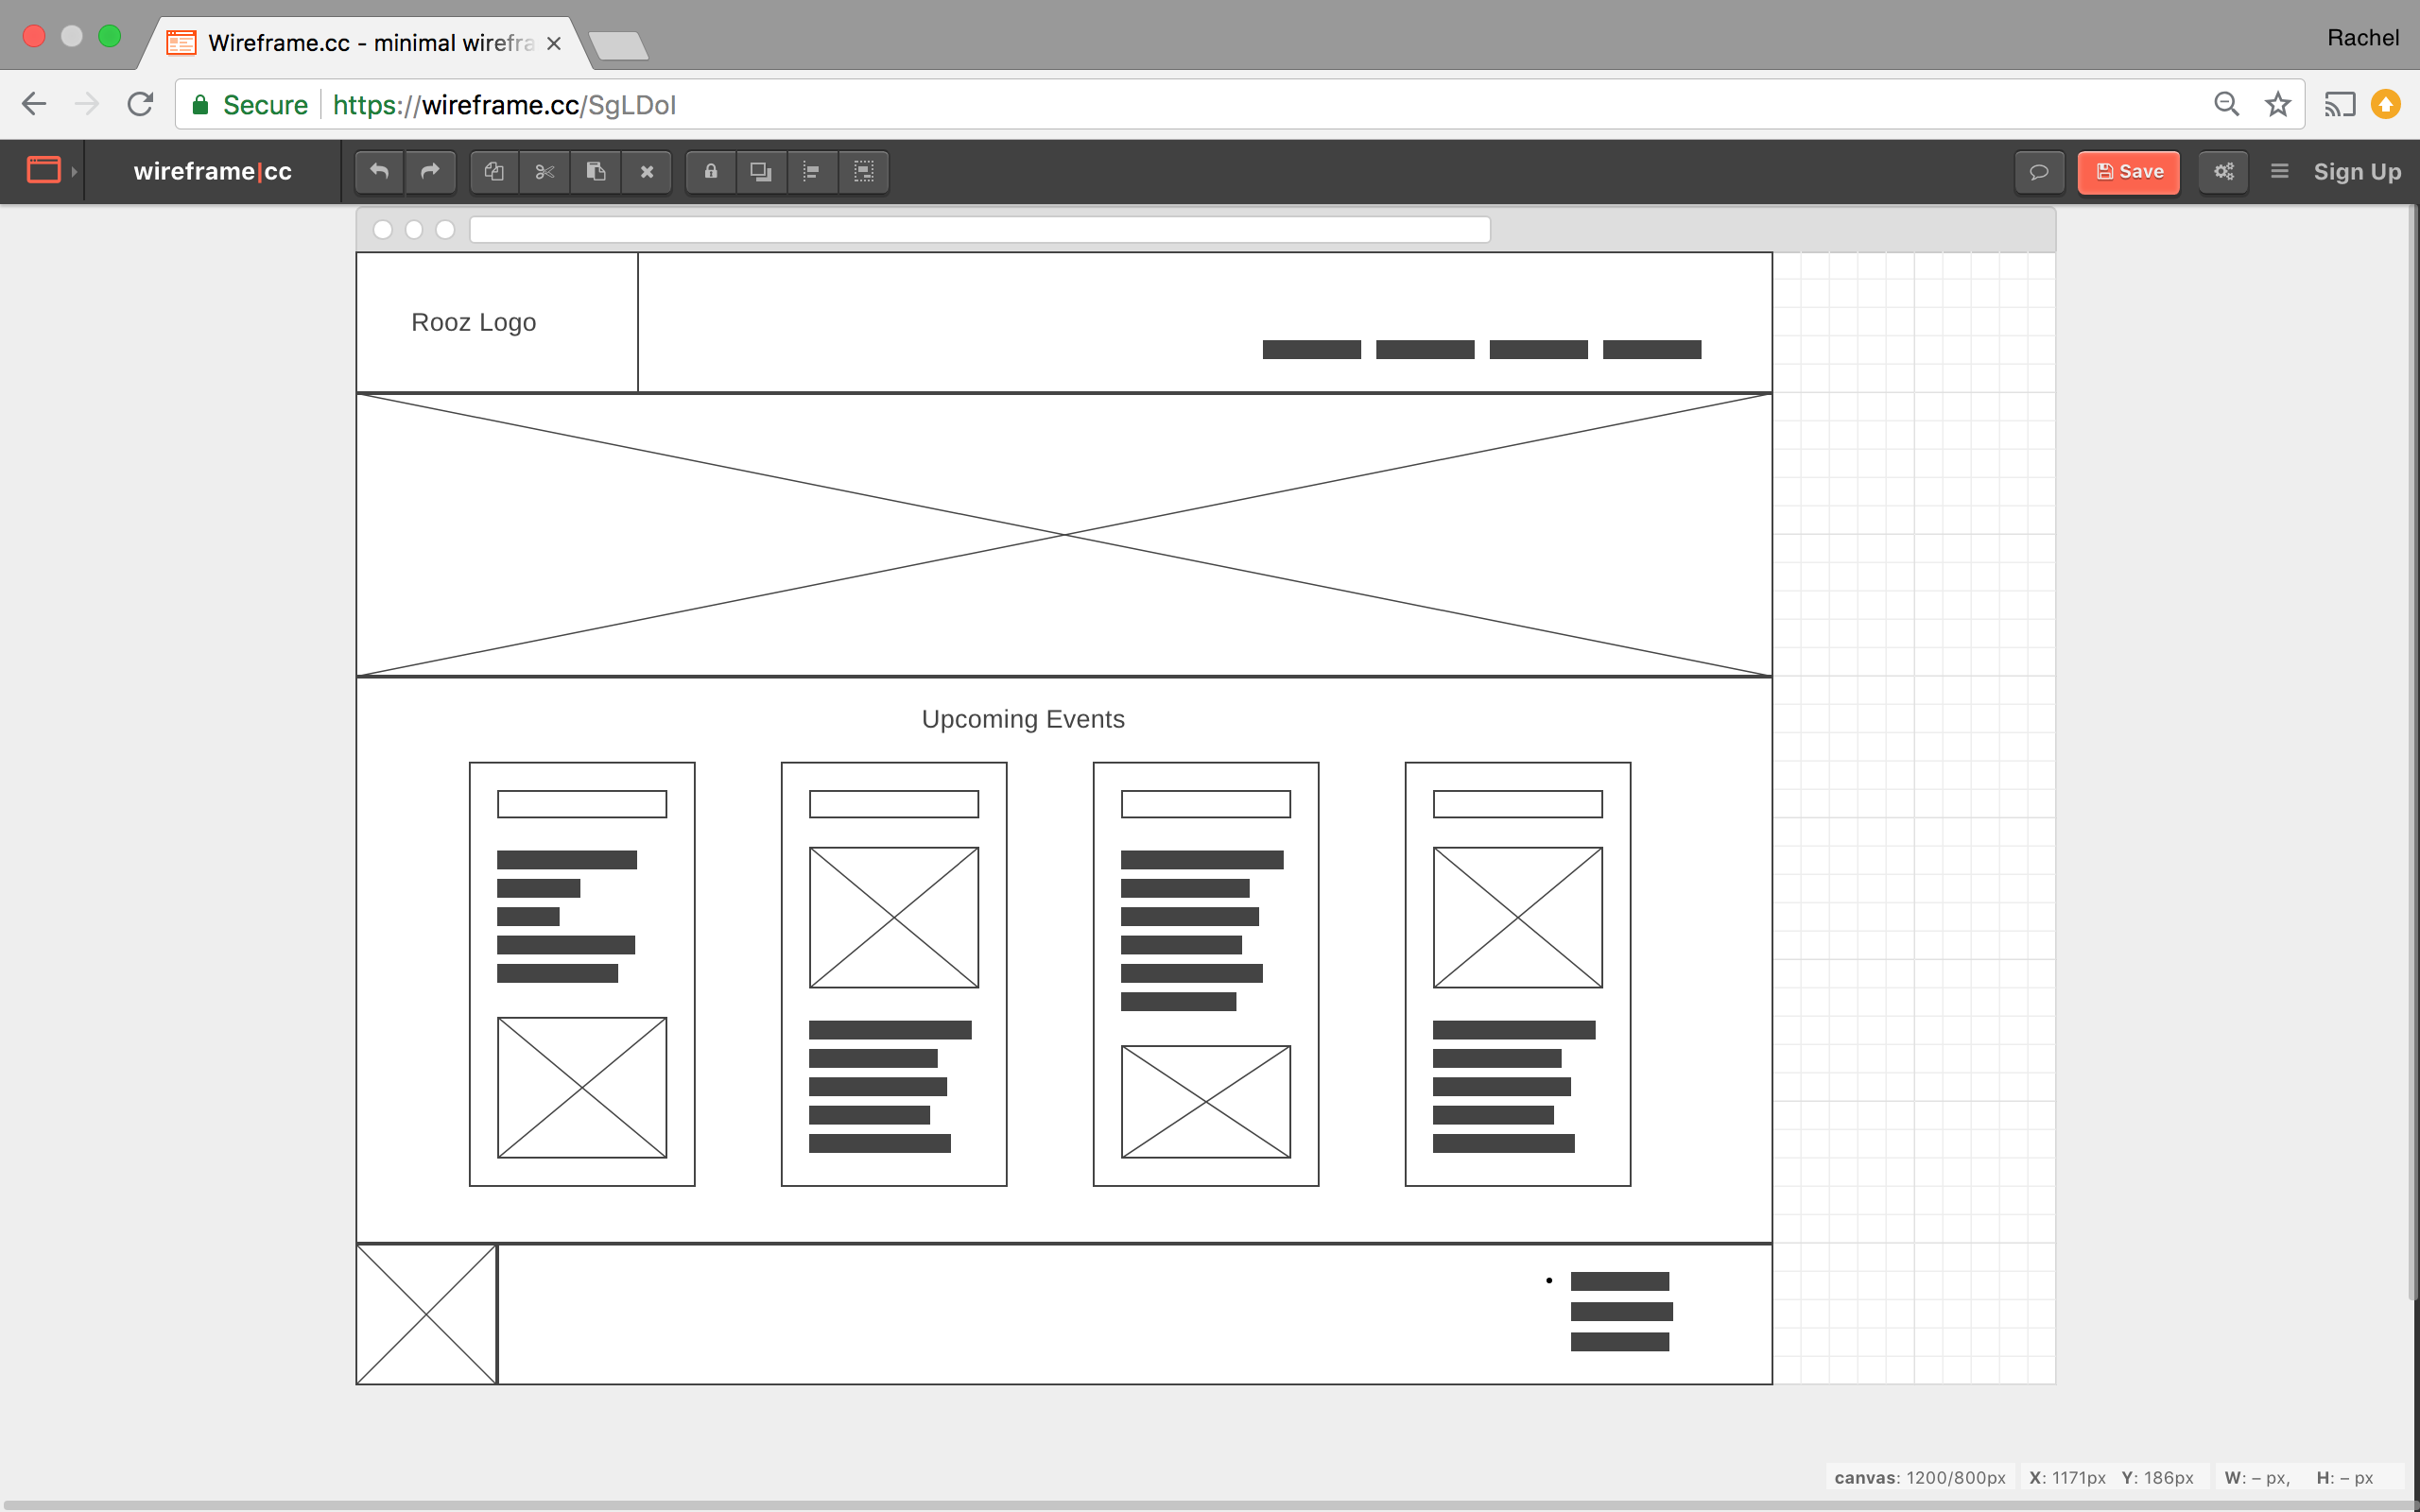 Wireframe.cc - minimal wirefra
Rachel
Secure https://wireframe.cc/SgLDol
wireframe|cc
Save
Sign Up
Rooz Logo
Upcoming Events
canvas: 1200/800px X: 1171px Y: 186px W: – px, H: – px